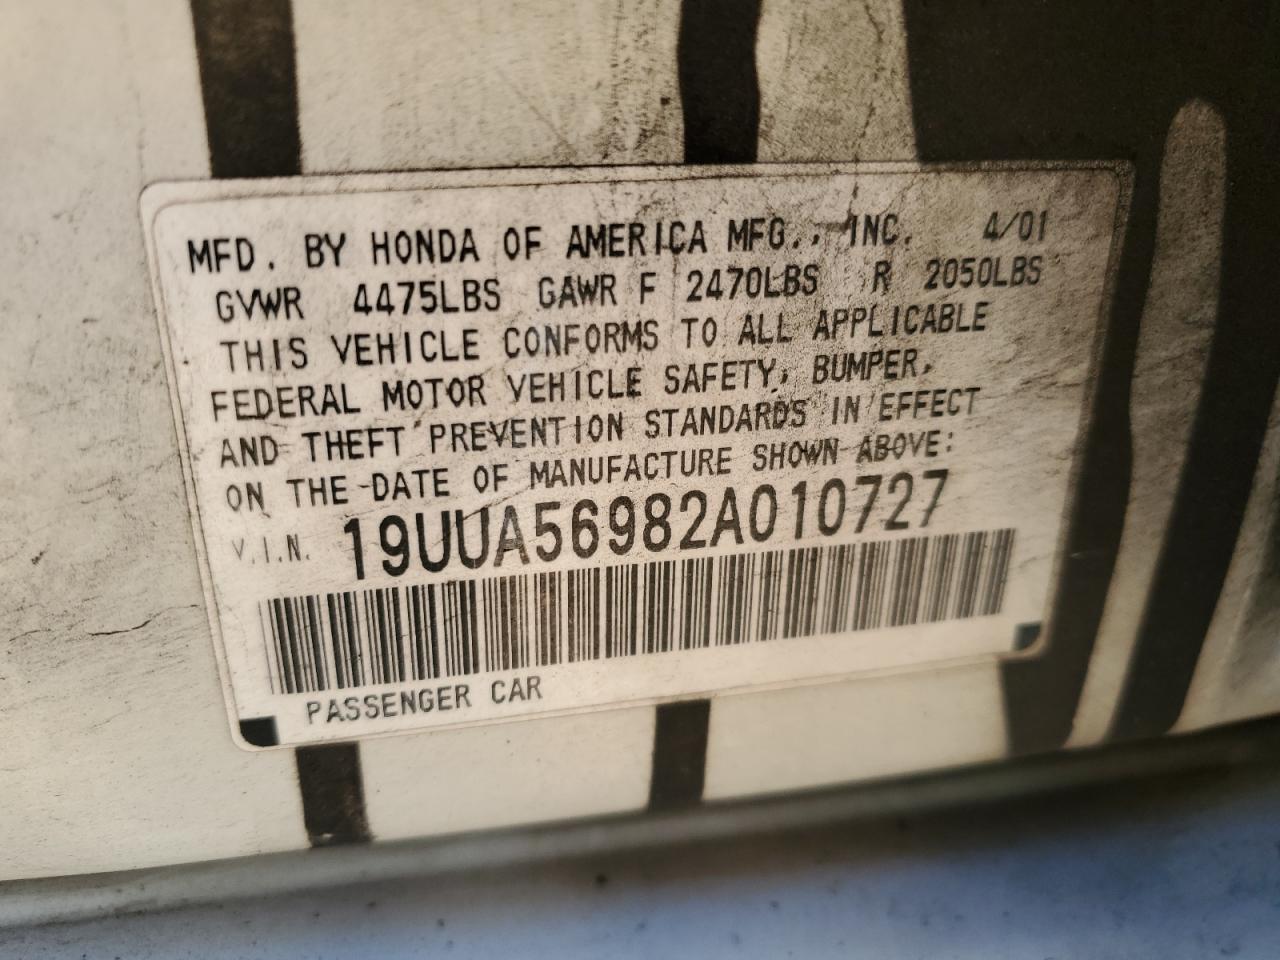 MFD. BY HONDA OF AMERICA MFG., INC. 4/01
GVWR 4475LBS GAWR F 2470LBS R 2050LBS
THIS VEHICLE CONFORMS TO ALL APPLICABLE
FEDERAL MOTOR VEHICLE SAFETY, BUMPER,
AND THEFT PREVENTION STANDARDS IN EFFECT
ON THE DATE OF MANUFACTURE SHOWN ABOVE:
V.I.N. 19UUA56982A010727
PASSENGER CAR